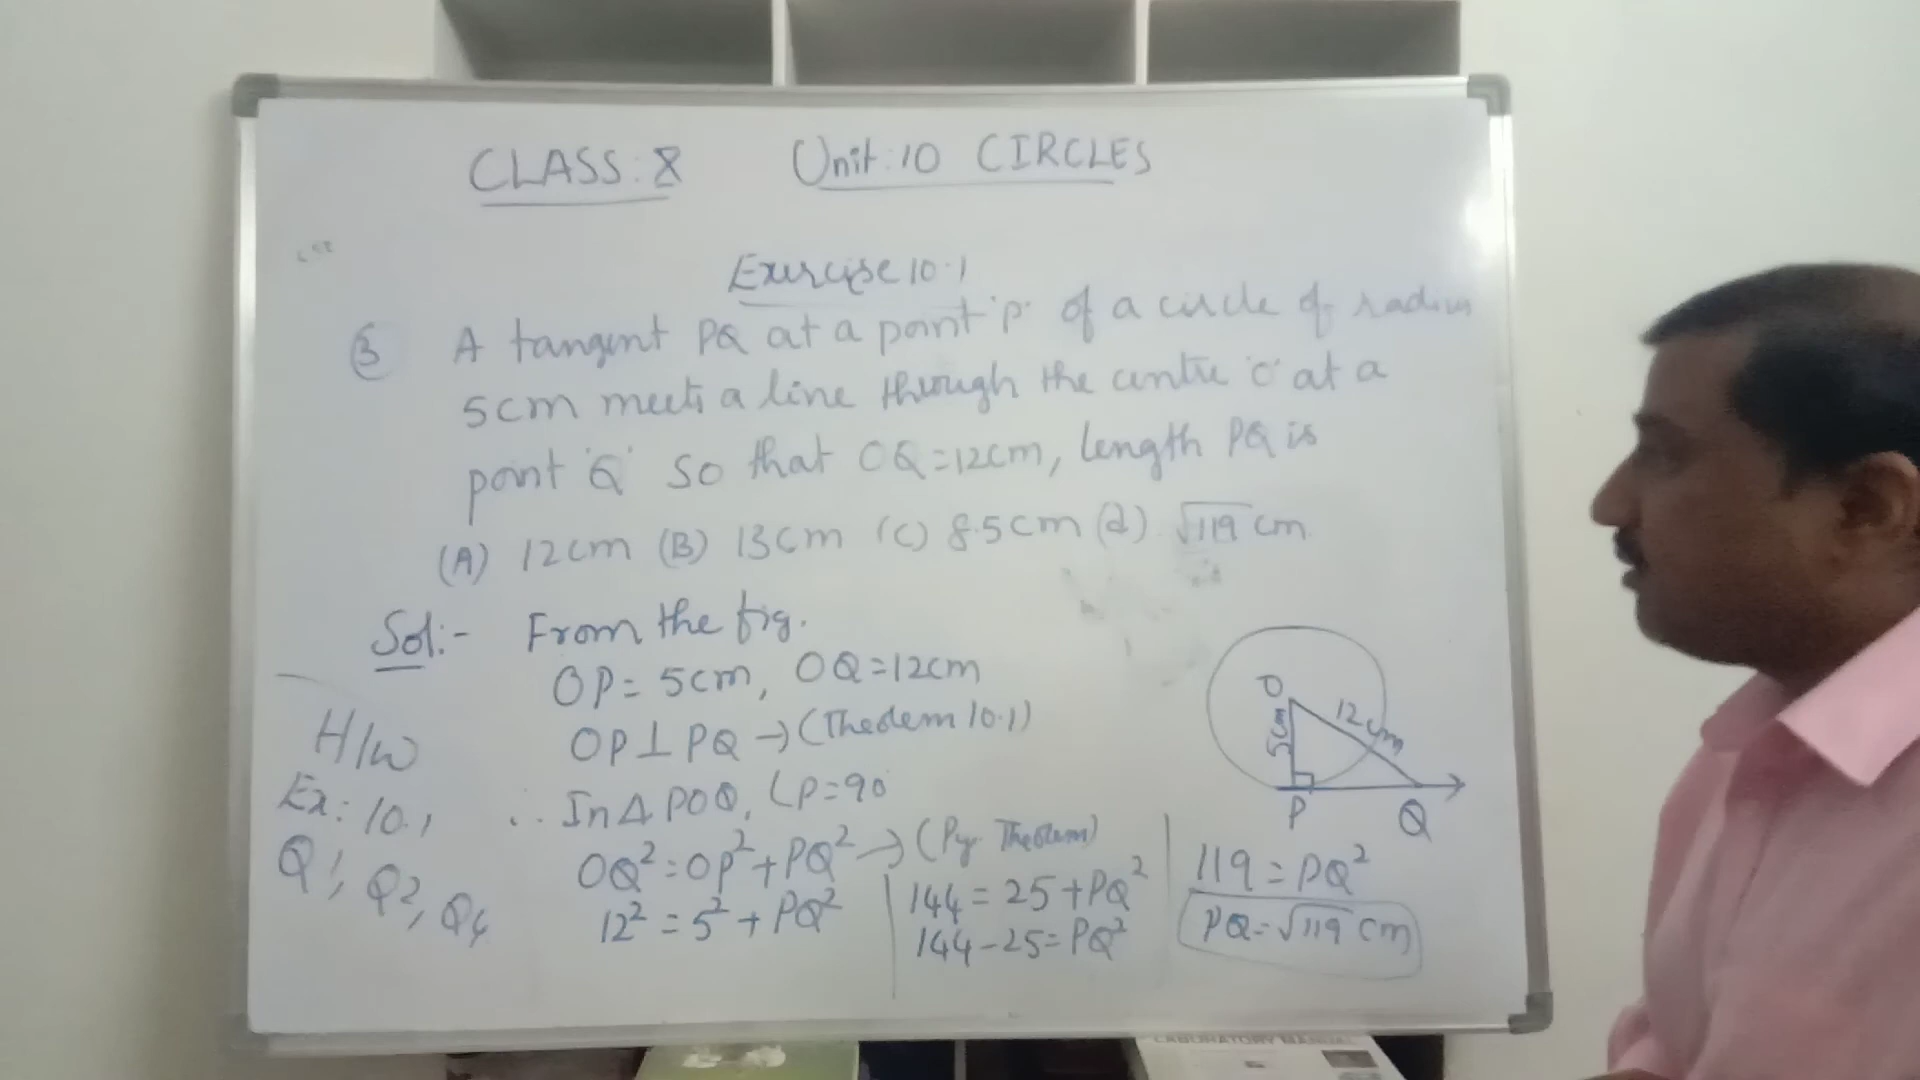 CLASS: X Unit: 10 CIRCLES
Exercise 10.1
③ A tangent PQ at a point 'P' of a circle of radius
5cm meets a line through the centre 'O' at a
point 'Q' so that OQ=12cm, length PQ is
(A) 12cm (B) 13cm (C) 8.5cm (d) √119 cm
Sol:- From the fig.
OP= 5cm, OQ=12cm
OP⊥PQ → (Theorem 10.1)
∴ In Δ POQ, ∠P=90
OQ²=OP²+PQ² → (Py. Theorem)
12² = 5² + PQ²
144 = 25+PQ²
144-25=PQ²
119 = PQ²
PQ=√119 cm
H/W
Ex: 10.1
Q1, Q2, Q4
O
5cm
12cm
P
Q
LABORATORY MANUAL